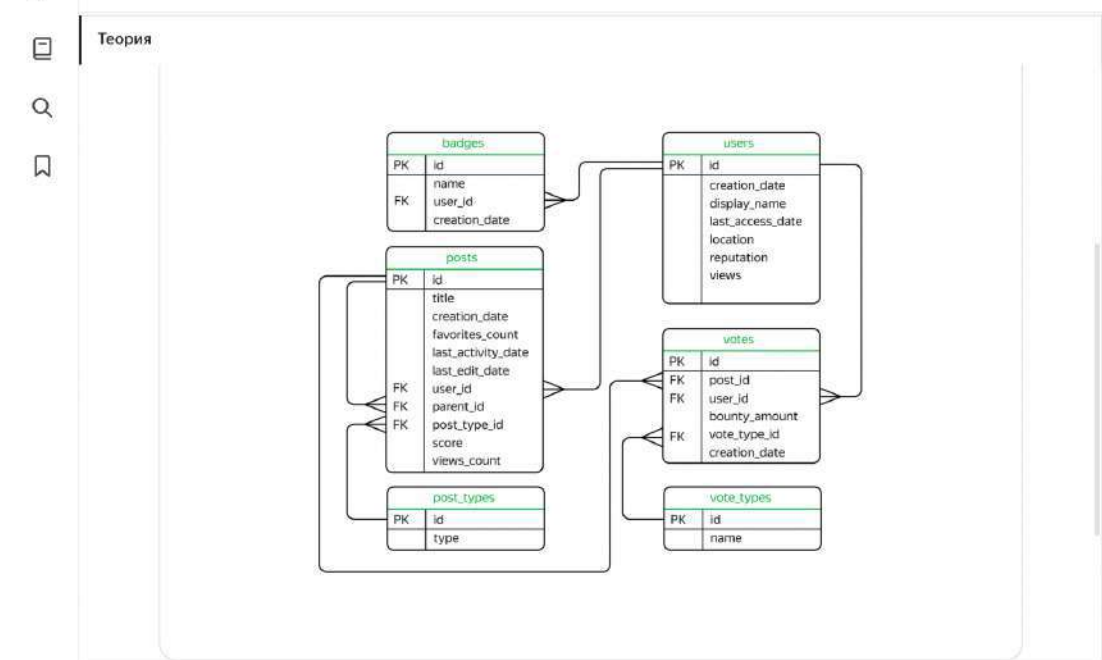 Теория
badges
PK id
name
FK user_id
creation_date
users
PK id
creation_date
display_name
last_access_date
location
reputation
views
posts
PK id
title
creation_date
favorites_count
last_activity_date
last_edit_date
FK user_id
FK parent_id
FK post_type_id
score
views_count
votes
PK id
FK post_id
FK user_id
bounty_amount
FK vote_type_id
creation_date
post_types
PK id
type
vote_types
PK id
name